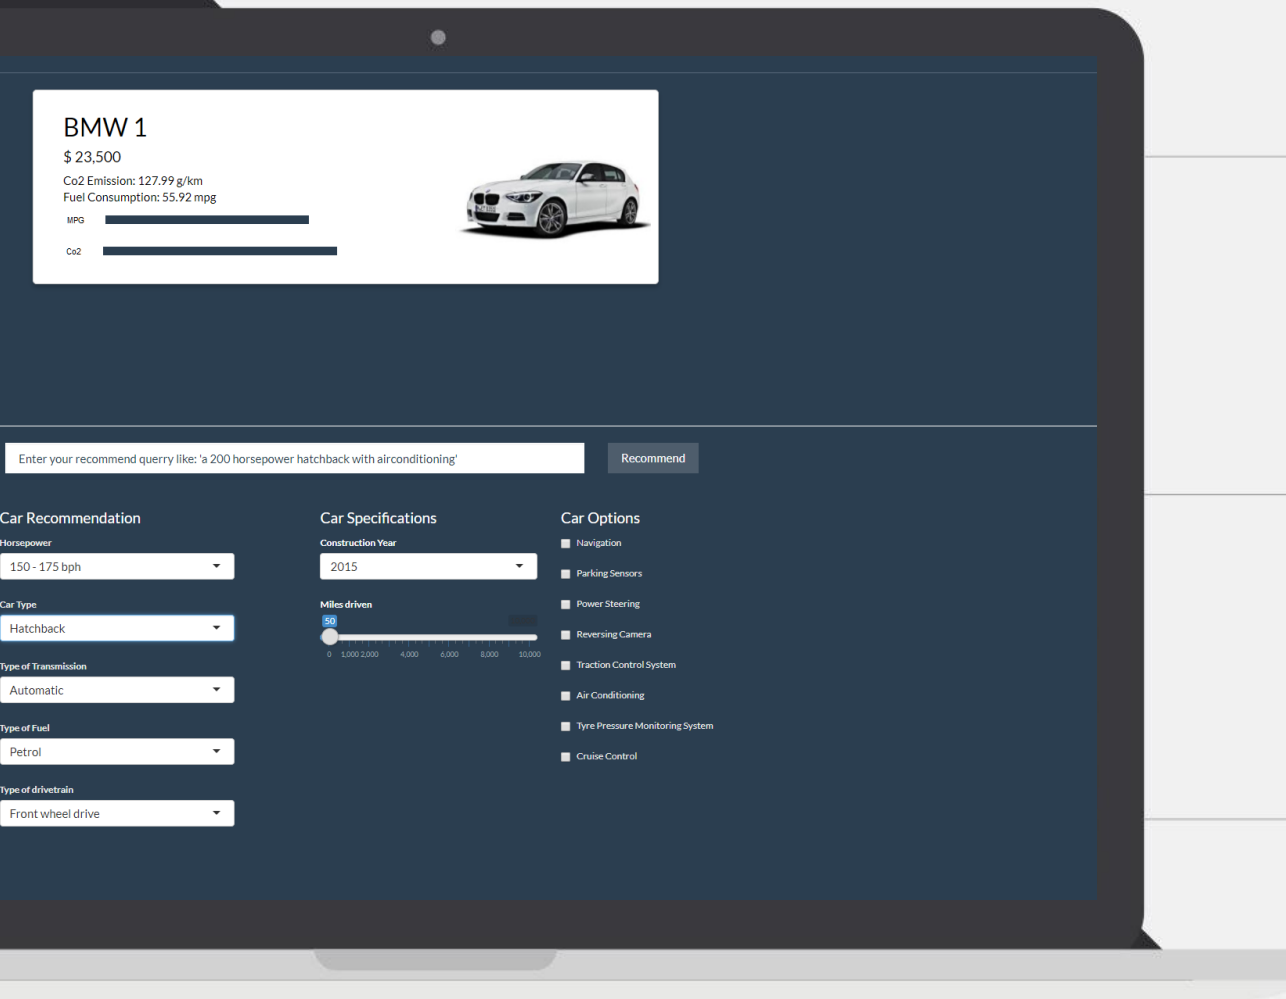 BMW 1
$ 23,500
Co2 Emission: 127.99 g/km
Fuel Consumption: 55.92 mpg
MPG
Co2
Enter your recommend querry like: 'a 200 horsepower hatchback with airconditioning'
Recommend
Car Recommendation
Horsepower
150 - 175 bph
Car Type
Hatchback
Type of Transmission
Automatic
Type of Fuel
Petrol
Type of drivetrain
Front wheel drive
Car Specifications
Construction Year
2015
Miles driven
50
0 1,000 2,000 4,000 6,000 8,000 10,000
Car Options
Navigation
Parking Sensors
Power Steering
Reversing Camera
Traction Control System
Air Conditioning
Tyre Pressure Monitoring System
Cruise Control